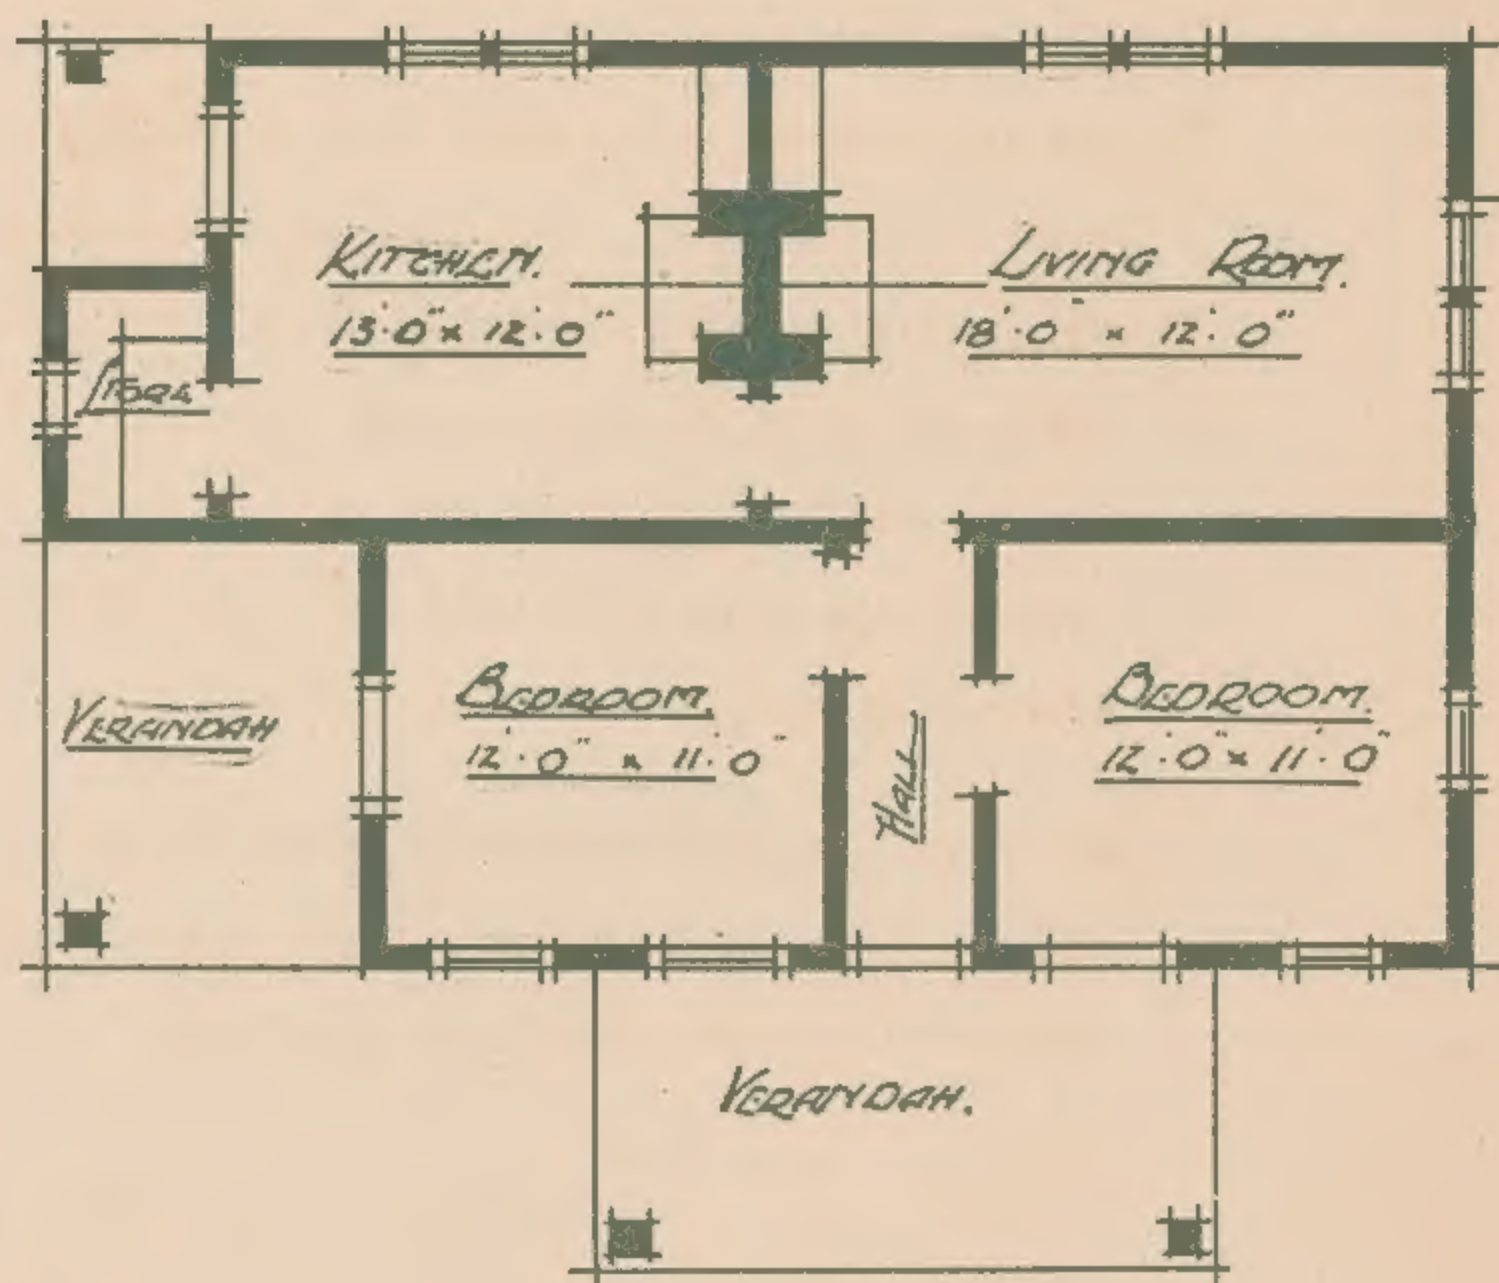 KITCHEN.
13'·0" x 12'·0"
LIVING ROOM.
18'·0" x 12'·0"
STORE
VERANDAH
BEDROOM.
12'·0" x 11'·0"
HALL
BEDROOM.
12'·0" x 11'·0"
VERANDAH.